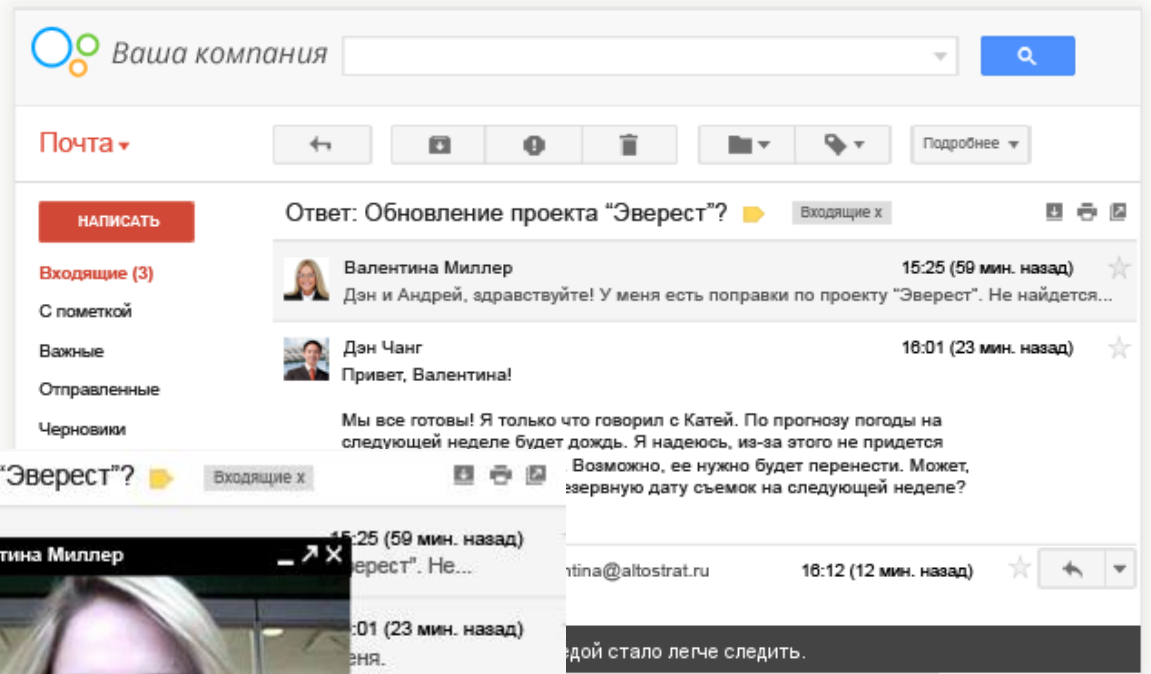 Ваша компания
Почта
Подробнее
НАПИСАТЬ
Ответ: Обновление проекта “Эверест”?
Входящие x
Входящие (3)
С пометкой
Важные
Отправленные
Черновики
Валентина Миллер
15:25 (59 мин. назад)
Дэн и Андрей, здравствуйте! У меня есть поправки по проекту “Эверест”. Не найдется...
Дэн Чанг
16:01 (23 мин. назад)
Привет, Валентина!
Мы все готовы! Я только что говорил с Катей. По прогнозу погоды на
следующей неделе будет дождь. Я надеюсь, из-за этого не придется
Возможно, ее нужно будет перенести. Может,
езервную дату съемок на следующей неделе?
ntina@altostrat.ru
16:12 (12 мин. назад)
едой стало легче следить.
“Эверест”?
Входящие x
15:25 (59 мин. назад)
верест”. Не...
тина Миллер
:01 (23 мин. назад)
еня.